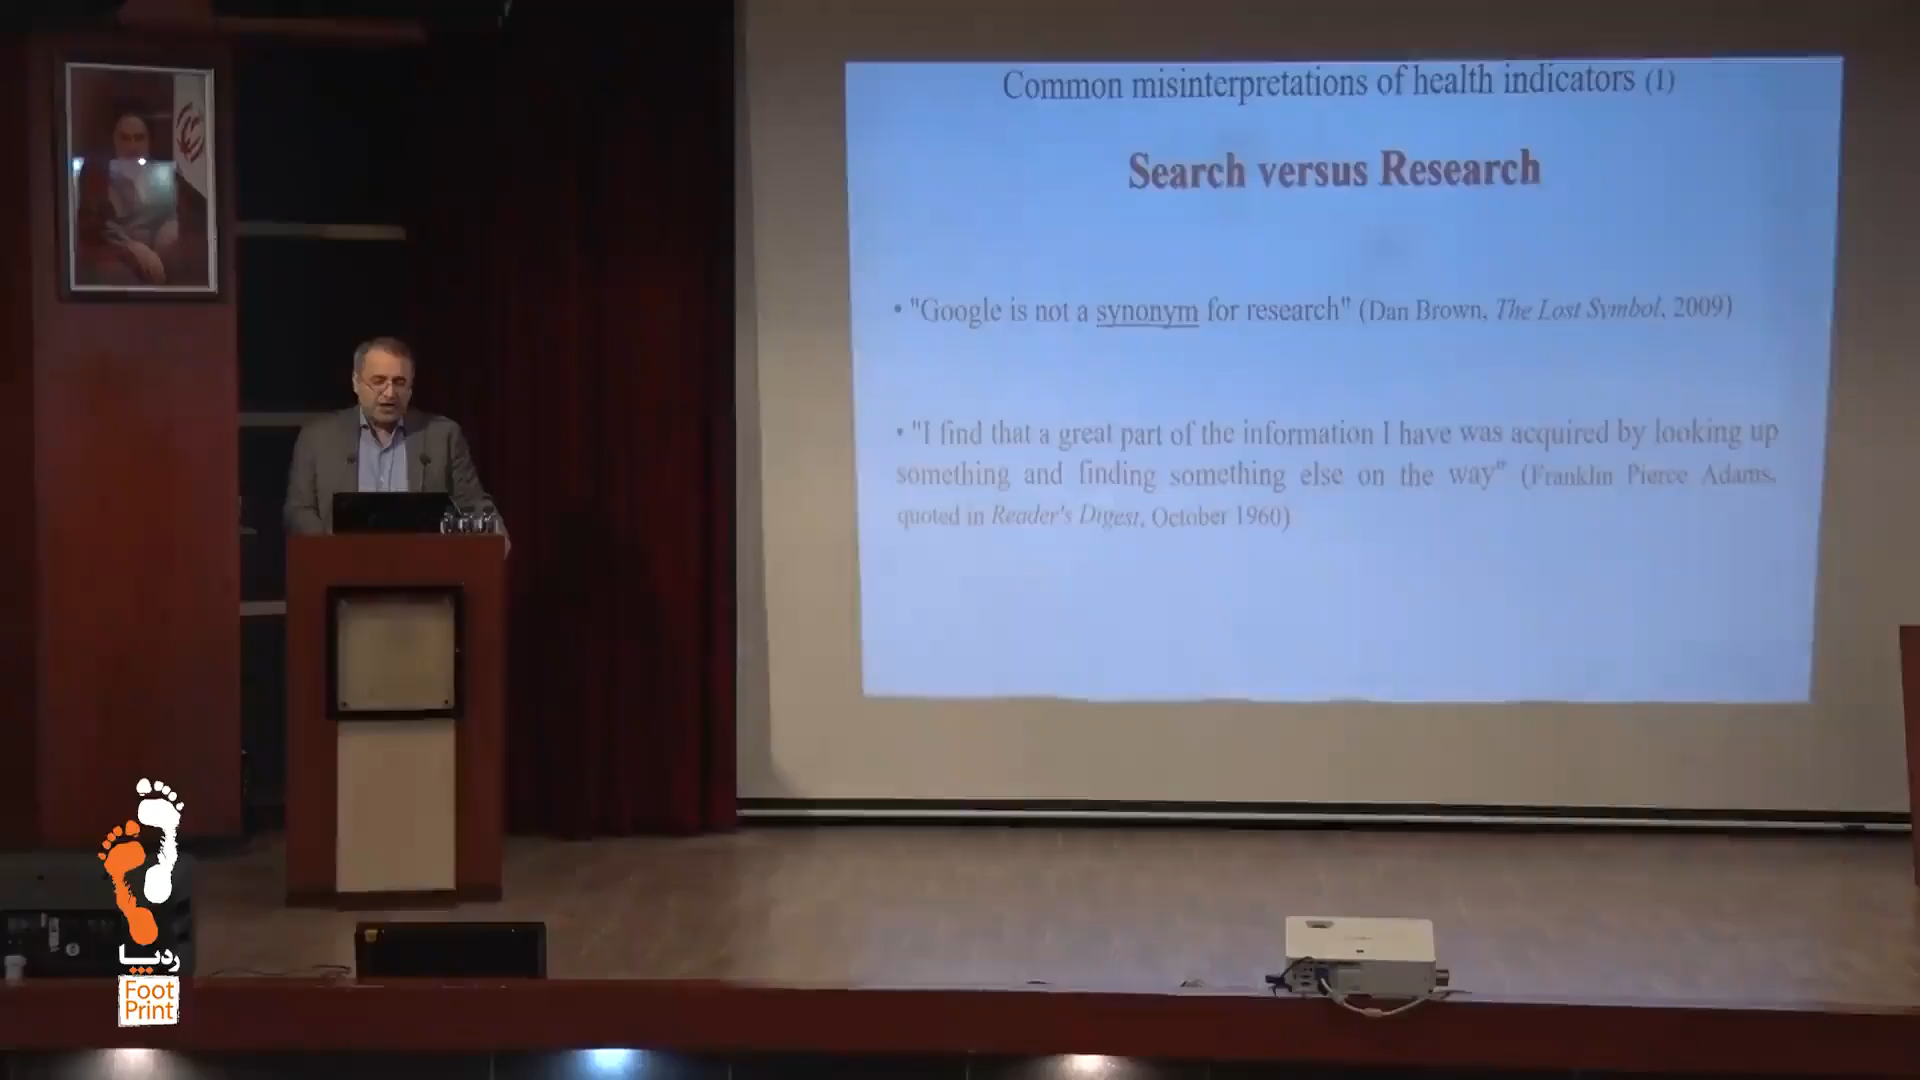 Common misinterpretations of health indicators (1)
Search versus Research
• "Google is not a synonym for research" (Dan Brown, The Lost Symbol, 2009)
• "I find that a great part of the information I have was acquired by looking up
something and finding something else on the way" (Franklin Pierce Adams,
quoted in Reader's Digest, October 1960)
ردپا
Foot
Print